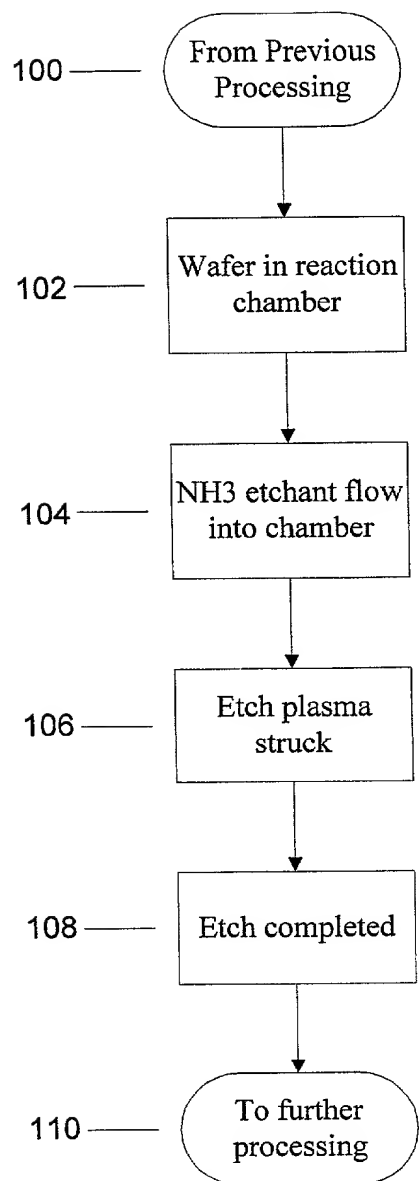 100
From Previous
Processing
102
Wafer in reaction
chamber
104
NH3 etchant flow
into chamber
106
Etch plasma
struck
108
Etch completed
110
To further
processing